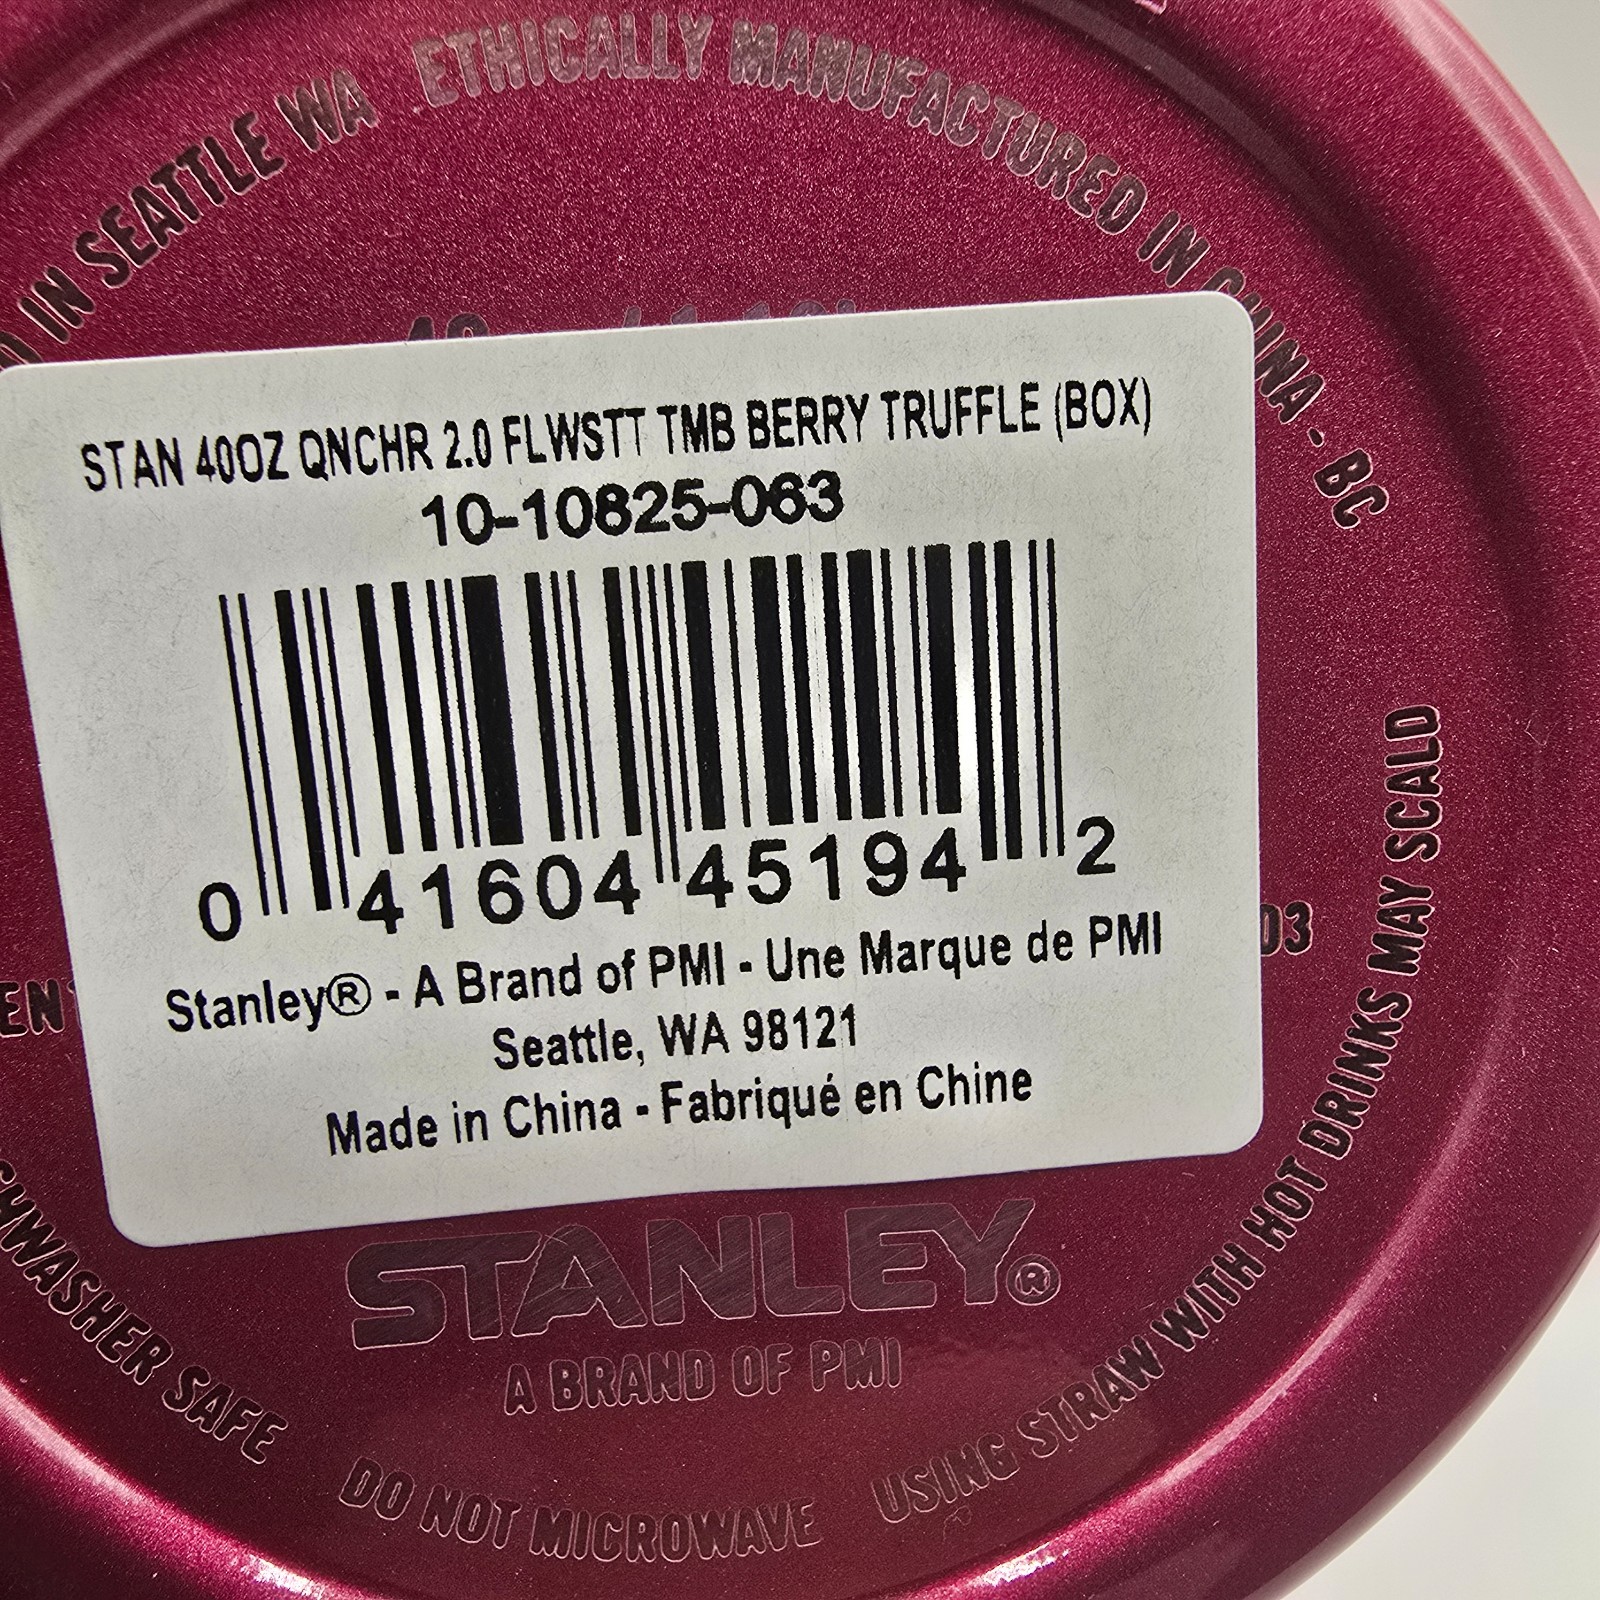 IN SEATTLE WA
ETHICALLY MANUFACTURED IN CHINA - BC
STAN 40OZ QNCHR 2.0 FLWSTT TMB BERRY TRUFFLE (BOX)
10-10825-063
0 41604 45194 2
Stanley® - A Brand of PMI - Une Marque de PMI
Seattle, WA 98121
Made in China - Fabriqué en Chine
STANLEY®
A BRAND OF PMI
SAFE
DO NOT MICROWAVE
USING STRAW WITH HOT DRINKS MAY SCALD